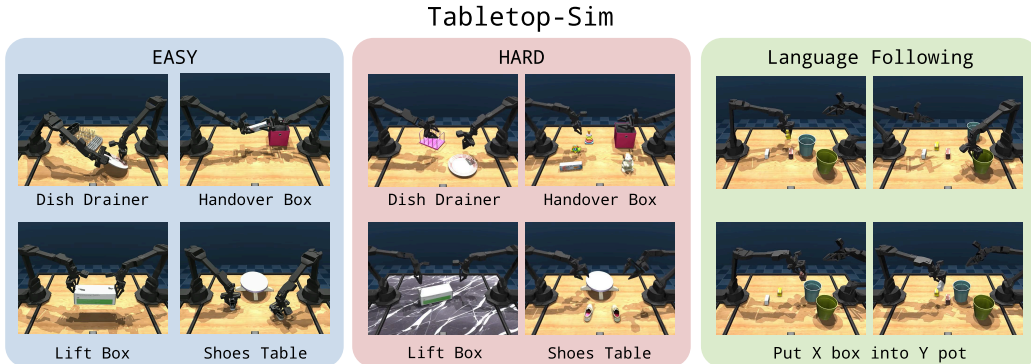 Tabletop-Sim
EASY
Dish Drainer
Handover Box
Lift Box
Shoes Table
HARD
Dish Drainer
Handover Box
Lift Box
Shoes Table
Language Following
Put X box into Y pot